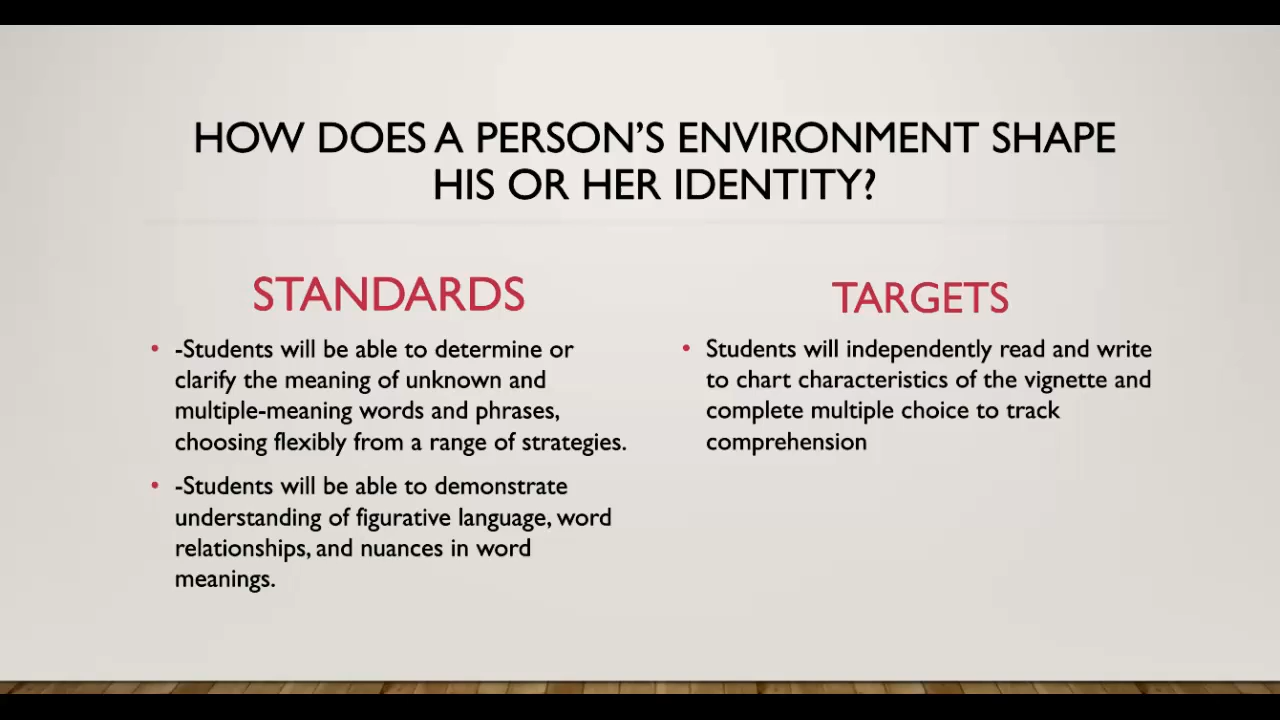 HOW DOES A PERSON'S ENVIRONMENT SHAPE
HIS OR HER IDENTITY?
STANDARDS
• -Students will be able to determine or
clarify the meaning of unknown and
multiple-meaning words and phrases,
choosing flexibly from a range of strategies.
• -Students will be able to demonstrate
understanding of figurative language, word
relationships, and nuances in word
meanings.
TARGETS
• Students will independently read and write
to chart characteristics of the vignette and
complete multiple choice to track
comprehension